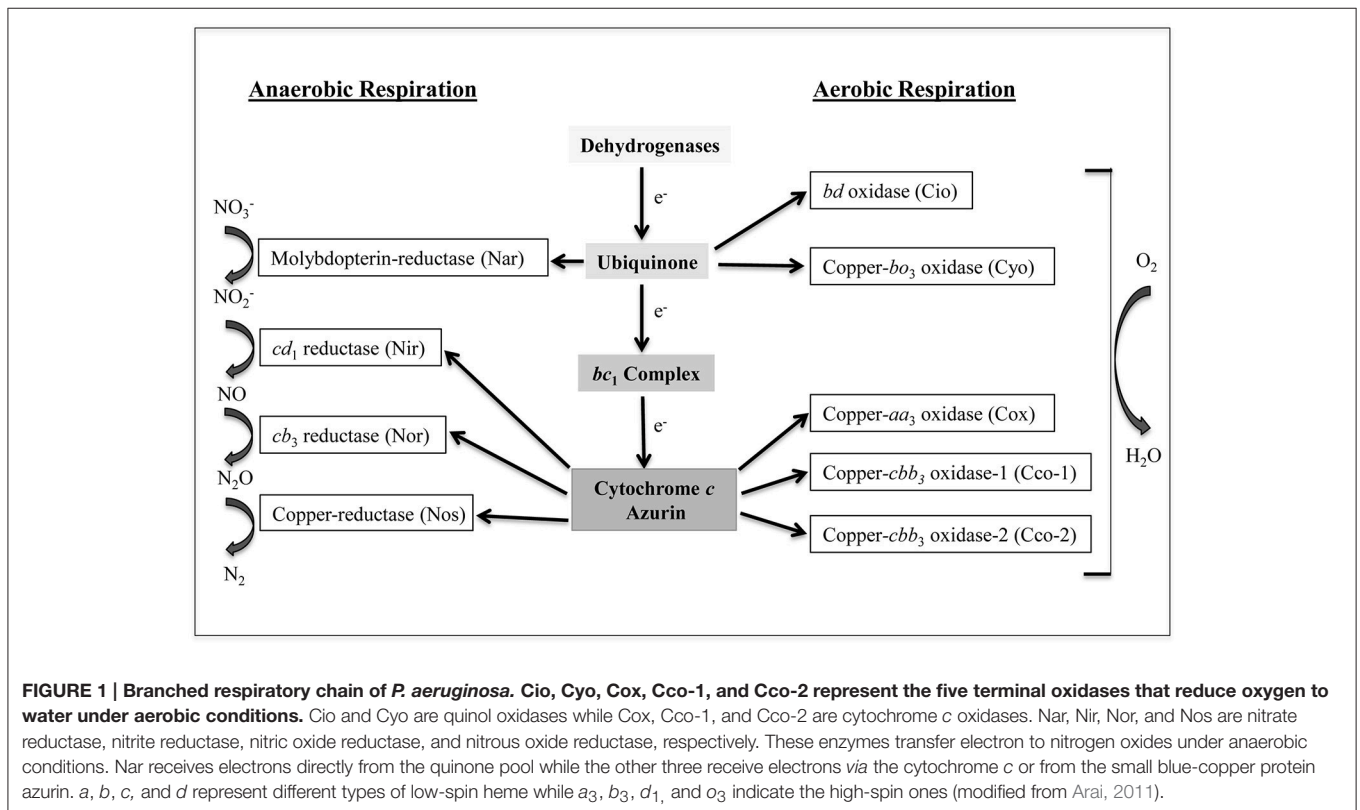 Anaerobic Respiration
Aerobic Respiration
Dehydrogenases
e⁻
Ubiquinone
e⁻
bc₁ Complex
e⁻
Cytochrome c
Azurin
NO₃⁻
Molybdopterin-reductase (Nar)
NO₂⁻
cd₁ reductase (Nir)
NO
cb₃ reductase (Nor)
N₂O
Copper-reductase (Nos)
N₂
bd oxidase (Cio)
Copper-bo₃ oxidase (Cyo)
Copper-aa₃ oxidase (Cox)
Copper-cbb₃ oxidase-1 (Cco-1)
Copper-cbb₃ oxidase-2 (Cco-2)
O₂
H₂O
FIGURE 1 | Branched respiratory chain of P. aeruginosa. Cio, Cyo, Cox, Cco-1, and Cco-2 represent the five terminal oxidases that reduce oxygen to
water under aerobic conditions. Cio and Cyo are quinol oxidases while Cox, Cco-1, and Cco-2 are cytochrome c oxidases. Nar, Nir, Nor, and Nos are nitrate
reductase, nitrite reductase, nitric oxide reductase, and nitrous oxide reductase, respectively. These enzymes transfer electron to nitrogen oxides under anaerobic
conditions. Nar receives electrons directly from the quinone pool while the other three receive electrons via the cytochrome c or from the small blue-copper protein
azurin. a, b, c, and d represent different types of low-spin heme while a₃, b₃, d₁, and o₃ indicate the high-spin ones (modified from Arai, 2011).